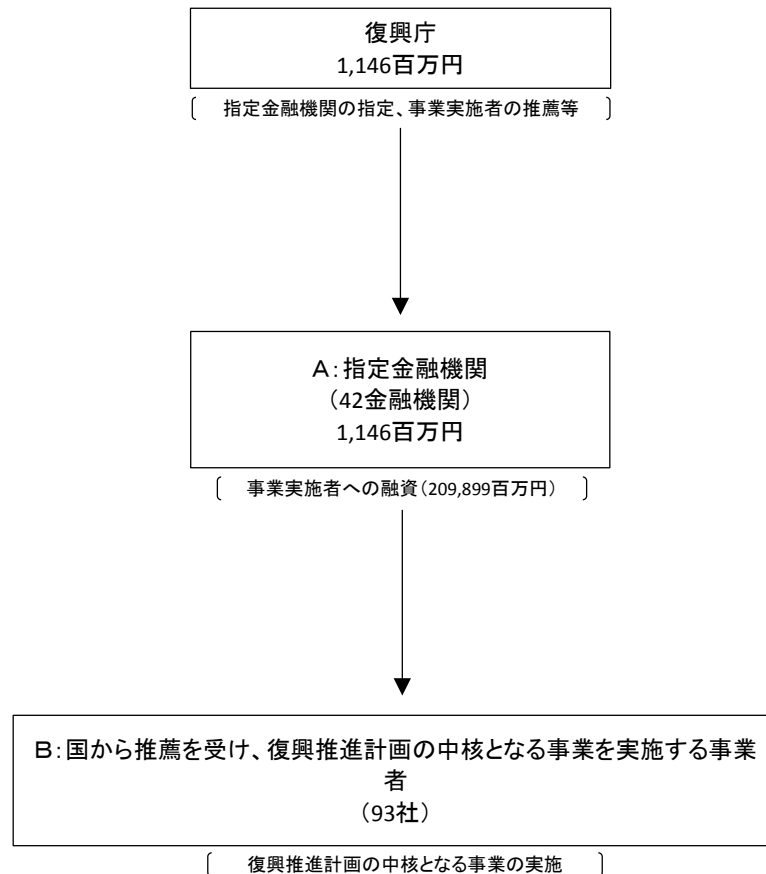 復興庁
1,146百万円
指定金融機関の指定、事業実施者の推薦等
A:指定金融機関
(42金融機関)
1,146百万円
事業実施者への融資(209,899百万円)
B:国から推薦を受け、復興推進計画の中核となる事業を実施する事業
者
(93社)
復興推進計画の中核となる事業の実施